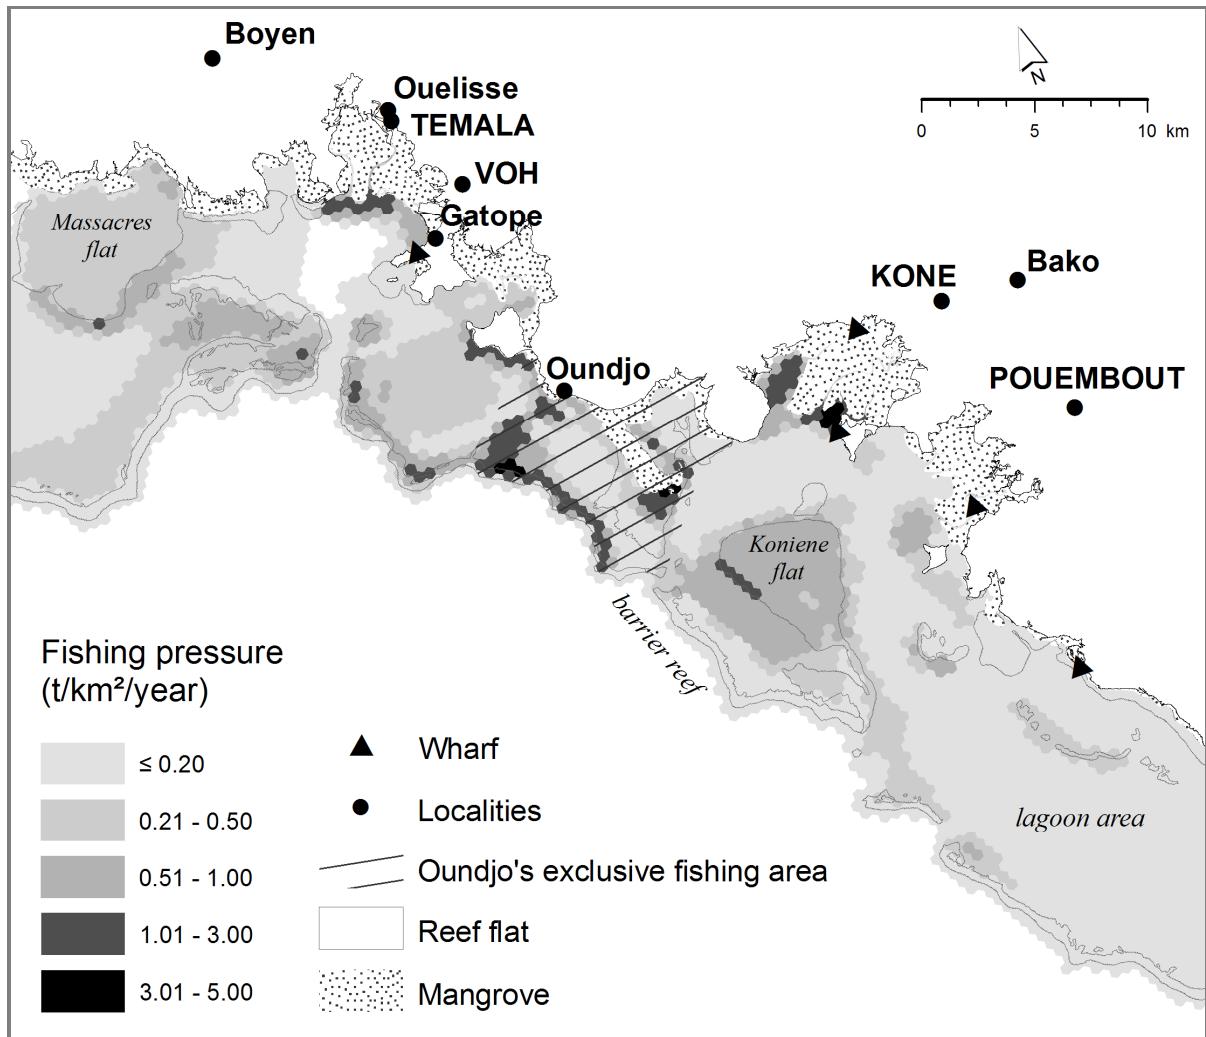 Boyen
Ouelisse
TEMALA
VOH
Gatope
Massacres
flat
N
0 5 10 km
KONE
Bako
Oundjo
POUEMBOUT
Koniene
flat
barrier reef
lagoon area
Fishing pressure
(t/km²/year)
≤ 0.20
0.21 - 0.50
0.51 - 1.00
1.01 - 3.00
3.01 - 5.00
Wharf
Localities
Oundjo's exclusive fishing area
Reef flat
Mangrove